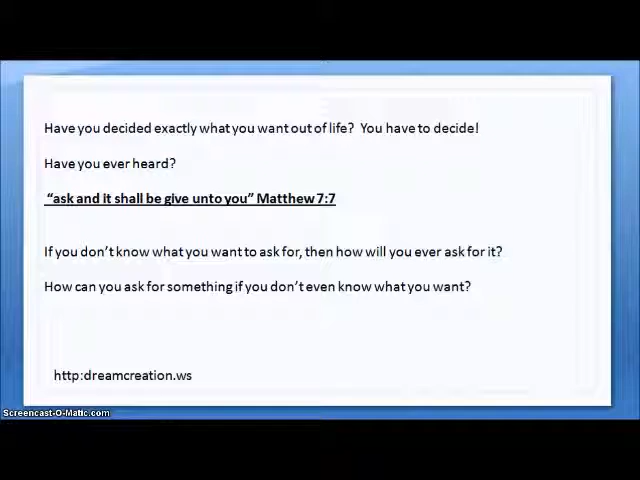 Have you decided exactly what you want out of life?  You have to decide!
Have you ever heard?
“ask and it shall be give unto you” Matthew 7:7
If you don’t know what you want to ask for, then how will you ever ask for it?
How can you ask for something if you don’t even know what you want?
http:dreamcreation.ws
Screencast-O-Matic.com